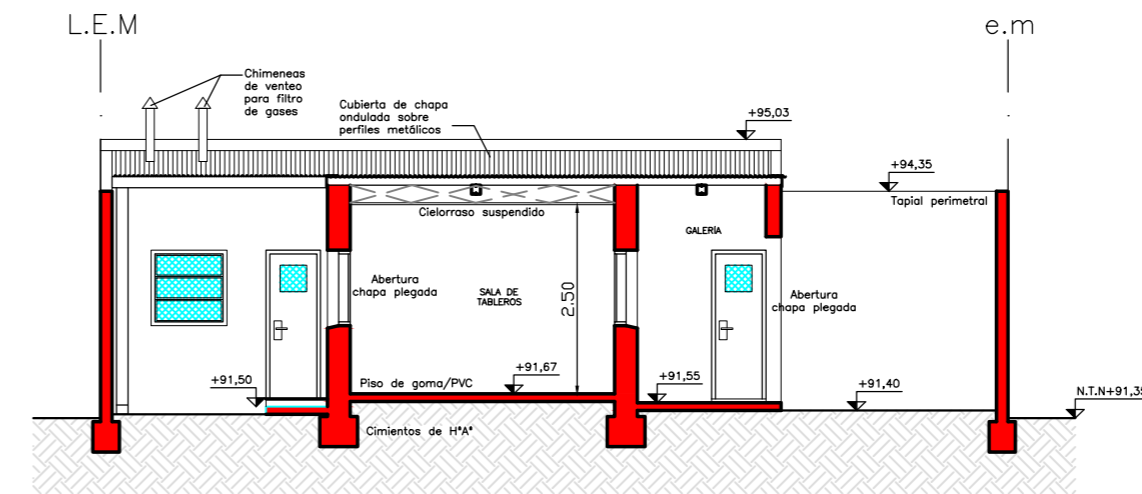 L.E.M
e.m
Chimeneas
de venteo
para filtro
de gases
Cubierta de chapa
ondulada sobre
perfiles metálicos
+95,03
+94,35
Tapial perimetral
Cielorraso suspendido
GALERÍA
Abertura
chapa plegada
SALA DE
TABLEROS
2.50
Abertura
chapa plegada
+91,50
Piso de goma/PVC
+91,67
+91,55
+91,40
N.T.N+91,35
Cimientos de H°A°